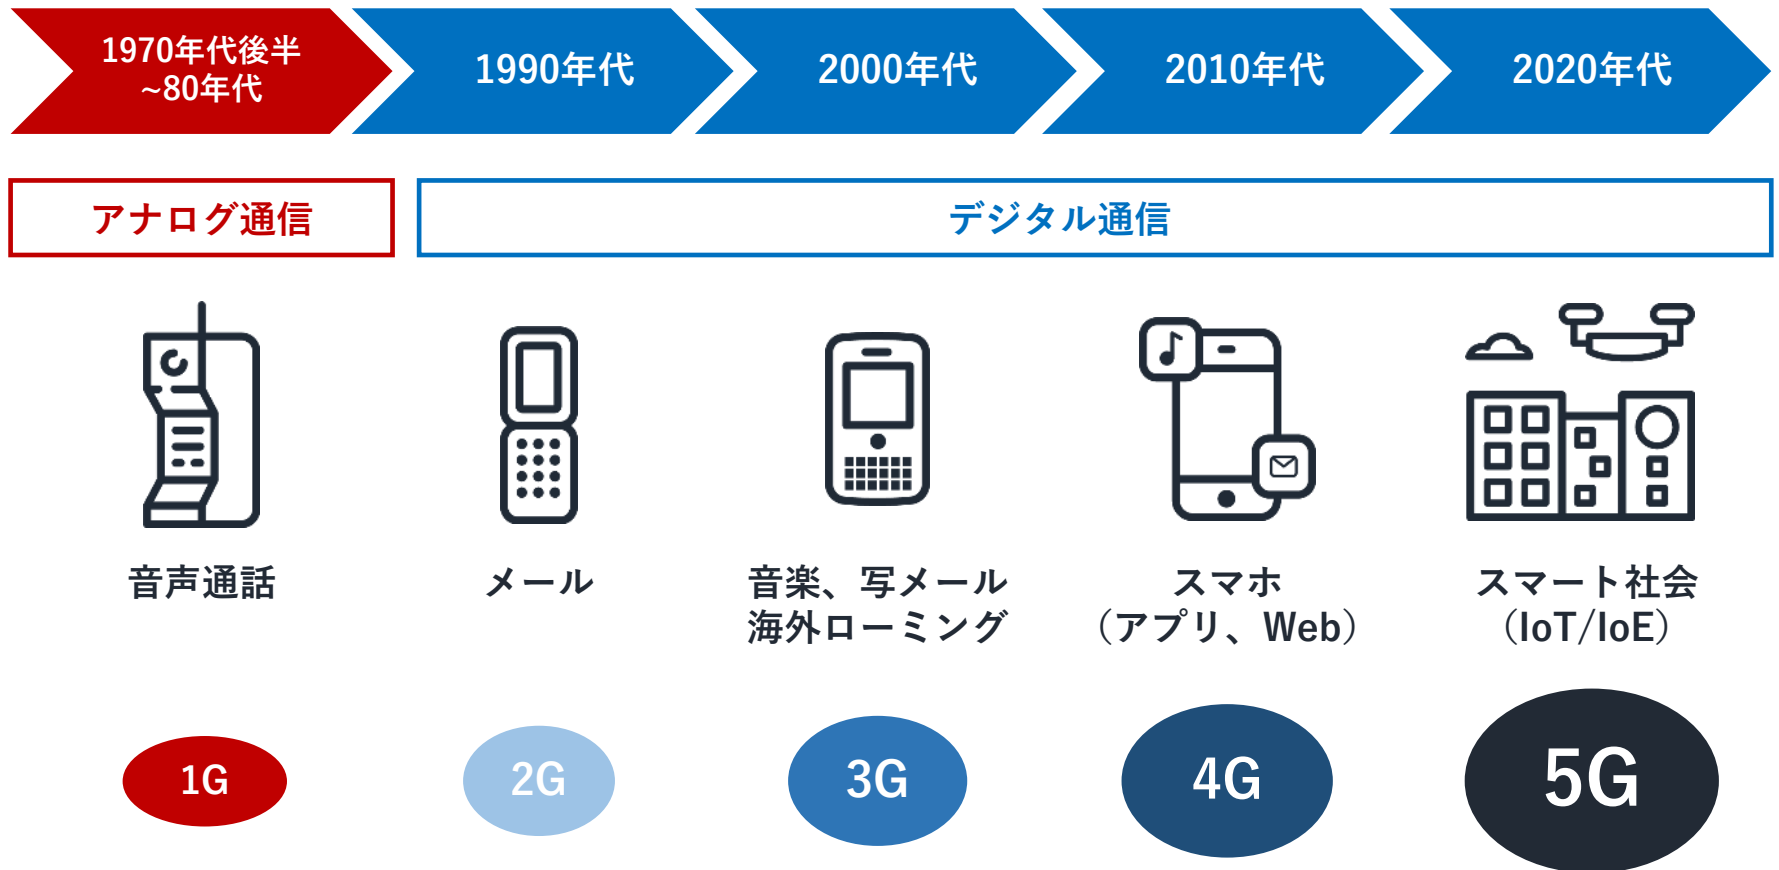 1970年代後半
~80年代
1990年代
2000年代
2010年代
2020年代
アナログ通信
デジタル通信
音声通話
メール
音楽、写メール
海外ローミング
スマホ
（アプリ、Web）
スマート社会
（IoT/IoE）
1G
2G
3G
4G
5G